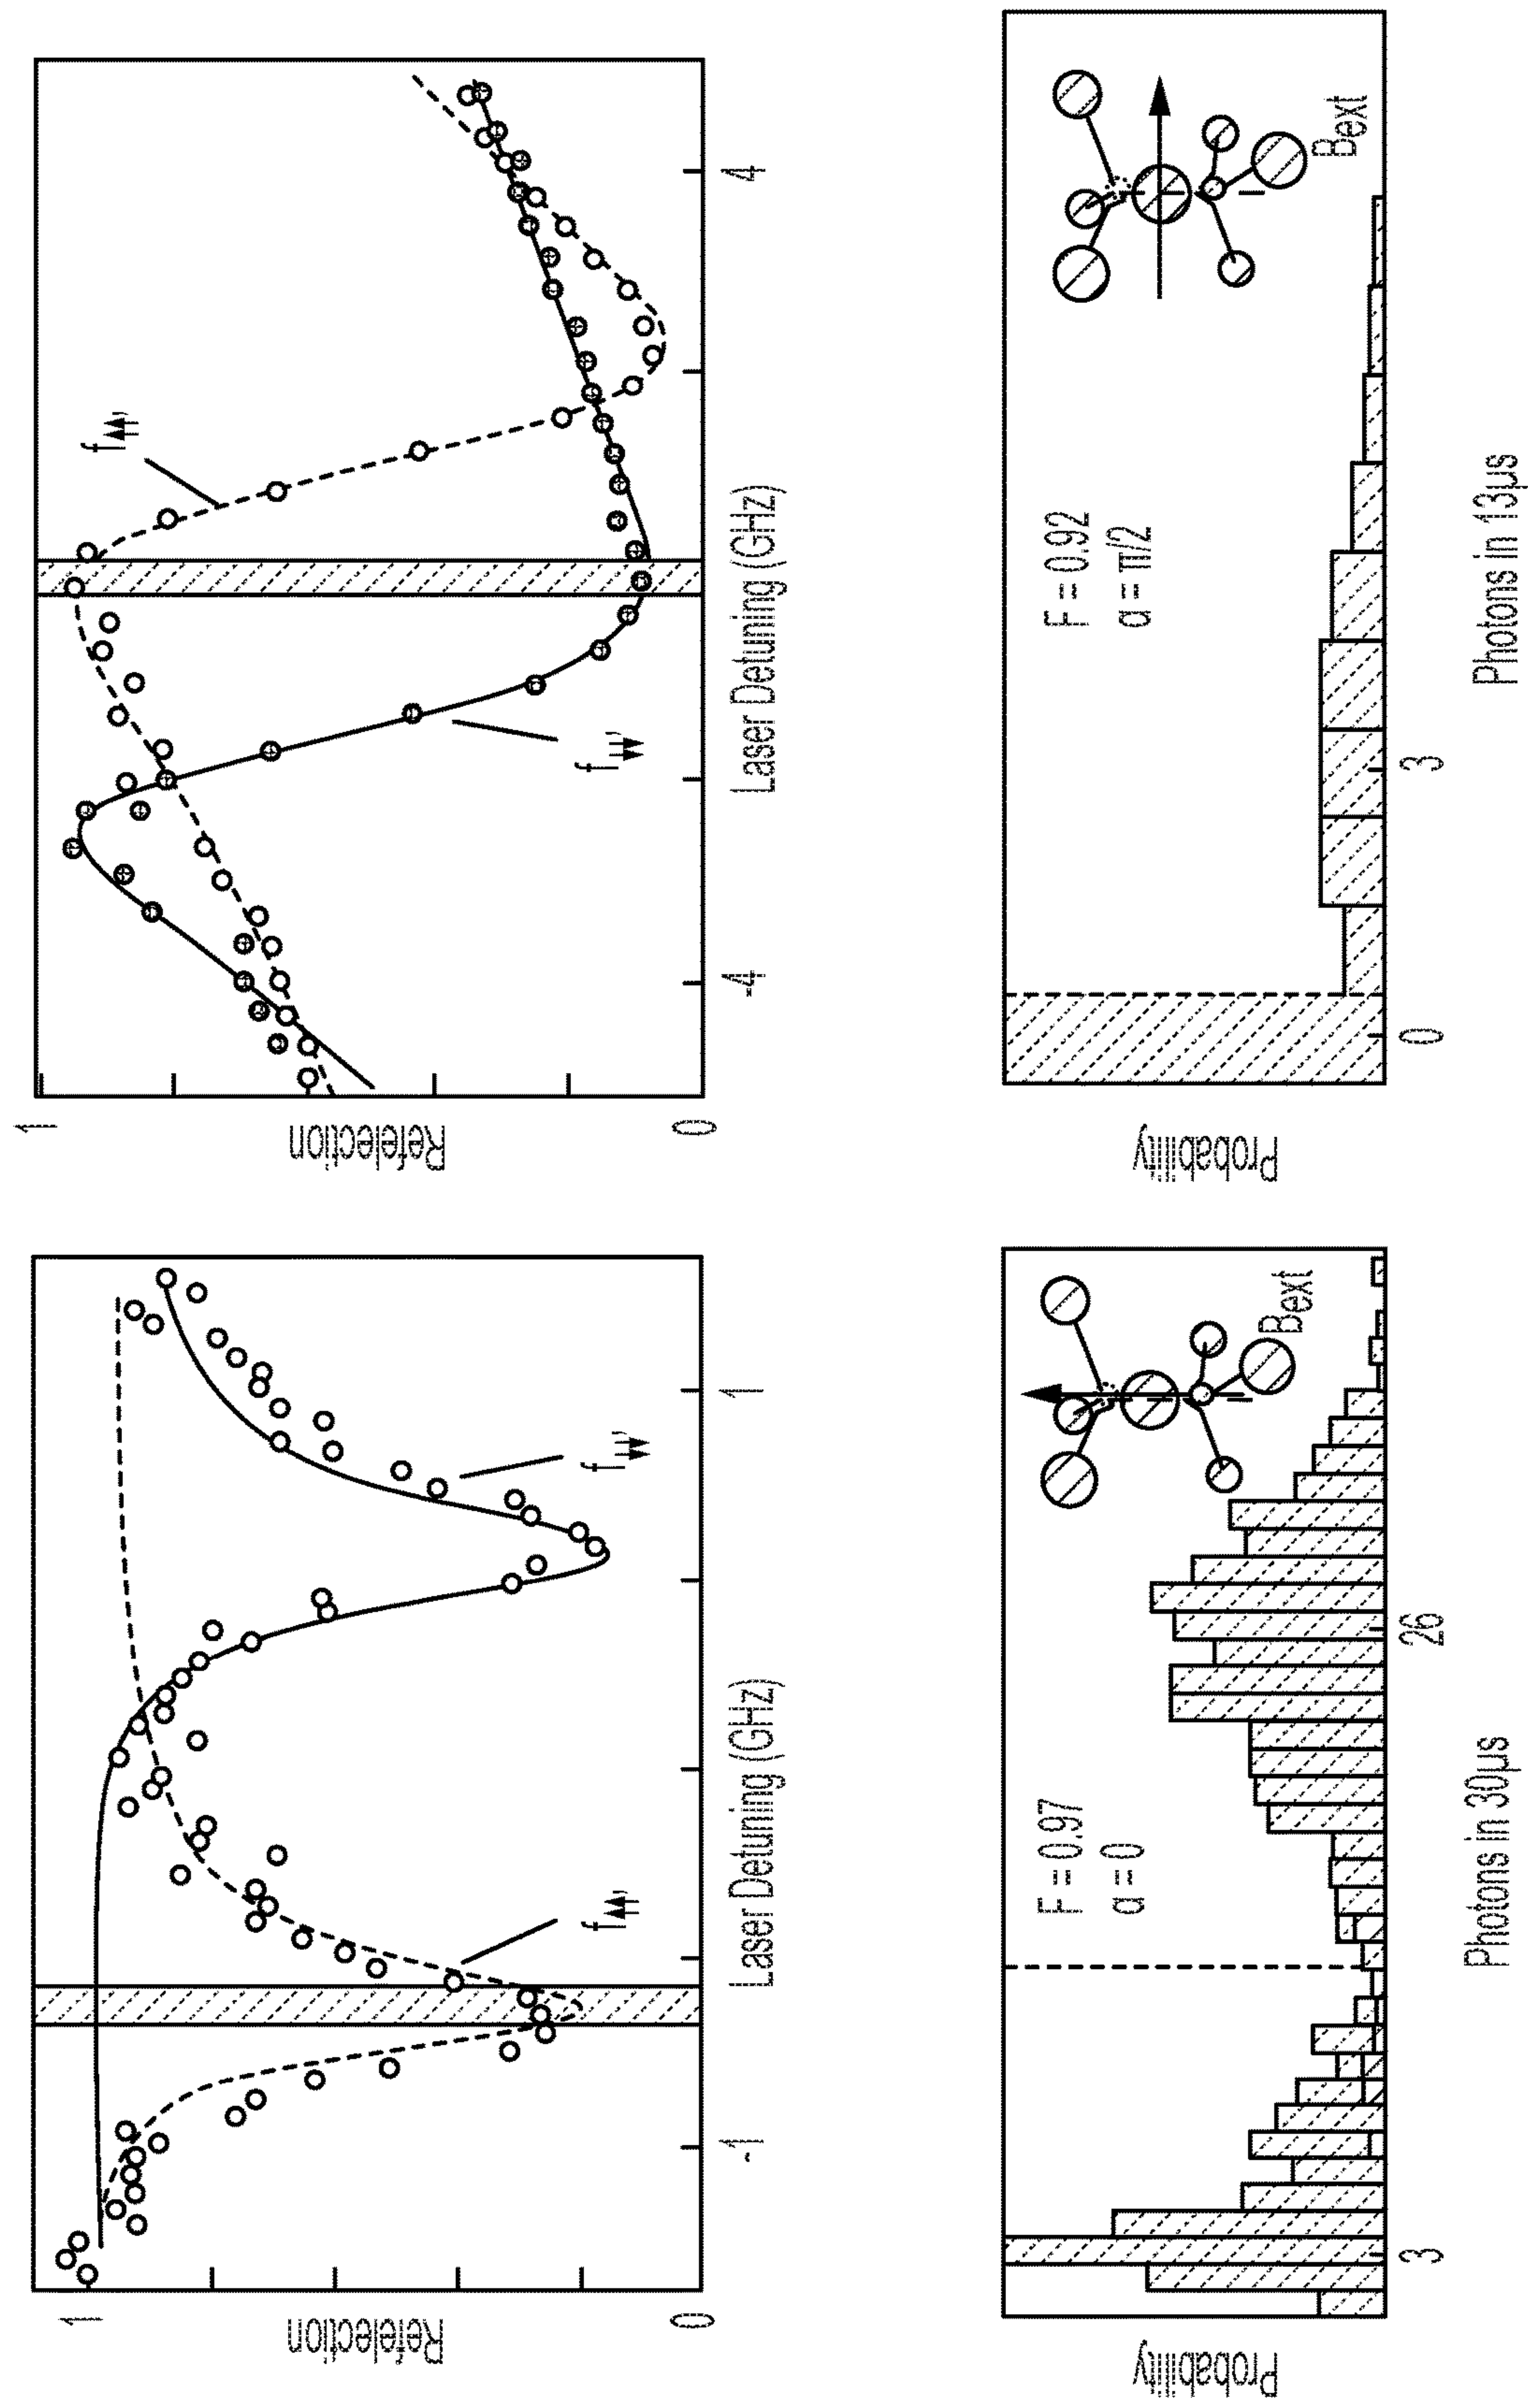 1
Refelection
0
f↑↑'
f↓↓'
-1
1
Laser Detuning (GHz)
1
Refelection
0
f↑↑'
f↓↓'
-4
4
Laser Detuning (GHz)
Probability
F = 0.97
α = 0
Bext
3
26
Photons in 30μs
Probability
F = 0.92
α = π/2
Bext
0
3
Photons in 13μs